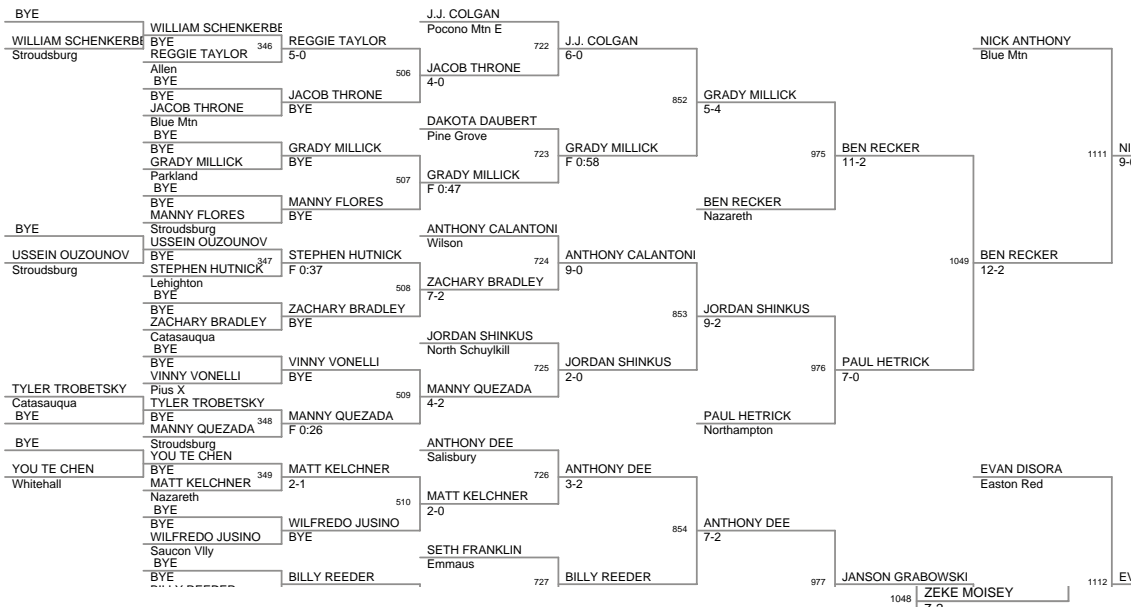 BYE
WILLIAM SCHENKERBE
Stroudsburg
WILLIAM SCHENKERBE
BYE
346
REGGIE TAYLOR
Allen
BYE
BYE
JACOB THRONE
Blue Mtn
BYE
BYE
GRADY MILLICK
Parkland
BYE
BYE
MANNY FLORES
Stroudsburg
REGGIE TAYLOR
5-0
506
JACOB THRONE
BYE
GRADY MILLICK
BYE
507
MANNY FLORES
BYE
J.J. COLGAN
Pocono Mtn E
722
JACOB THRONE
4-0
DAKOTA DAUBERT
Pine Grove
723
GRADY MILLICK
F 0:47
J.J. COLGAN
6-0
852
GRADY MILLICK
F 0:58
GRADY MILLICK
5-4
975
BEN RECKER
Nazareth
BEN RECKER
11-2
NICK ANTHONY
Blue Mtn
1111
NI
BYE
USSEIN OUZOUNOV
Stroudsburg
USSEIN OUZOUNOV
BYE
347
STEPHEN HUTNICK
Lehighton
BYE
BYE
ZACHARY BRADLEY
Catasauqua
BYE
BYE
VINNY VONELLI
Pius X
TYLER TROBETSKY
Catasauqua
BYE
TYLER TROBETSKY
BYE
348
MANNY QUEZADA
Stroudsburg
STEPHEN HUTNICK
F 0:37
508
ZACHARY BRADLEY
BYE
VINNY VONELLI
BYE
509
MANNY QUEZADA
F 0:26
ANTHONY CALANTONI
Wilson
724
ZACHARY BRADLEY
7-2
JORDAN SHINKUS
North Schuylkill
725
MANNY QUEZADA
4-2
ANTHONY CALANTONI
9-0
853
JORDAN SHINKUS
2-0
JORDAN SHINKUS
9-2
976
PAUL HETRICK
Northampton
PAUL HETRICK
7-0
1049
BEN RECKER
12-2
BYE
YOU TE CHEN
Whitehall
YOU TE CHEN
BYE
349
MATT KELCHNER
Nazareth
BYE
BYE
WILFREDO JUSINO
Saucon Vlly
BYE
BYE
MATT KELCHNER
2-1
510
WILFREDO JUSINO
BYE
BILLY REEDER
ANTHONY DEE
Salisbury
726
MATT KELCHNER
2-0
SETH FRANKLIN
Emmaus
727
ANTHONY DEE
3-2
854
BILLY REEDER
ANTHONY DEE
7-2
977
JANSON GRABOWSKI
EVAN DISORA
Easton Red
1112
EV
1048
ZEKE MOISEY